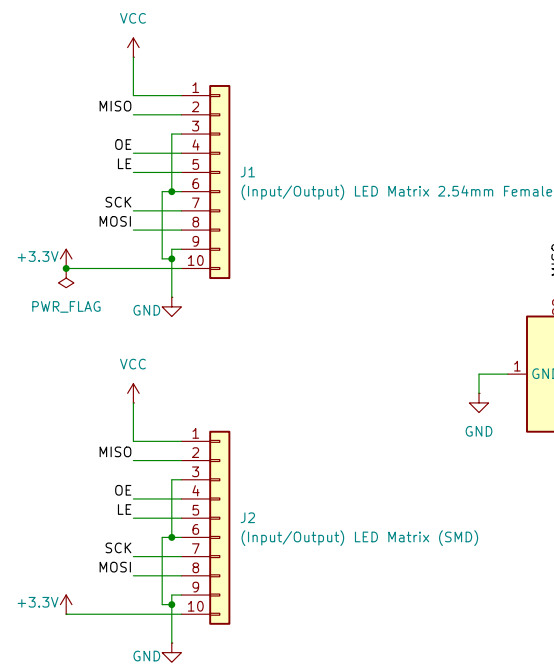 VCC
1
MISO 2
3
OE 4
LE 5
6
SCK 7
MOSI 8
9
+3.3V 10
PWR_FLAG
GND
J1
(Input/Output) LED Matrix 2.54mm Female
MISO
1 GND
GND
VCC
1
MISO 2
3
OE 4
LE 5
6
SCK 7
MOSI 8
9
+3.3V 10
GND
J2
(Input/Output) LED Matrix (SMD)